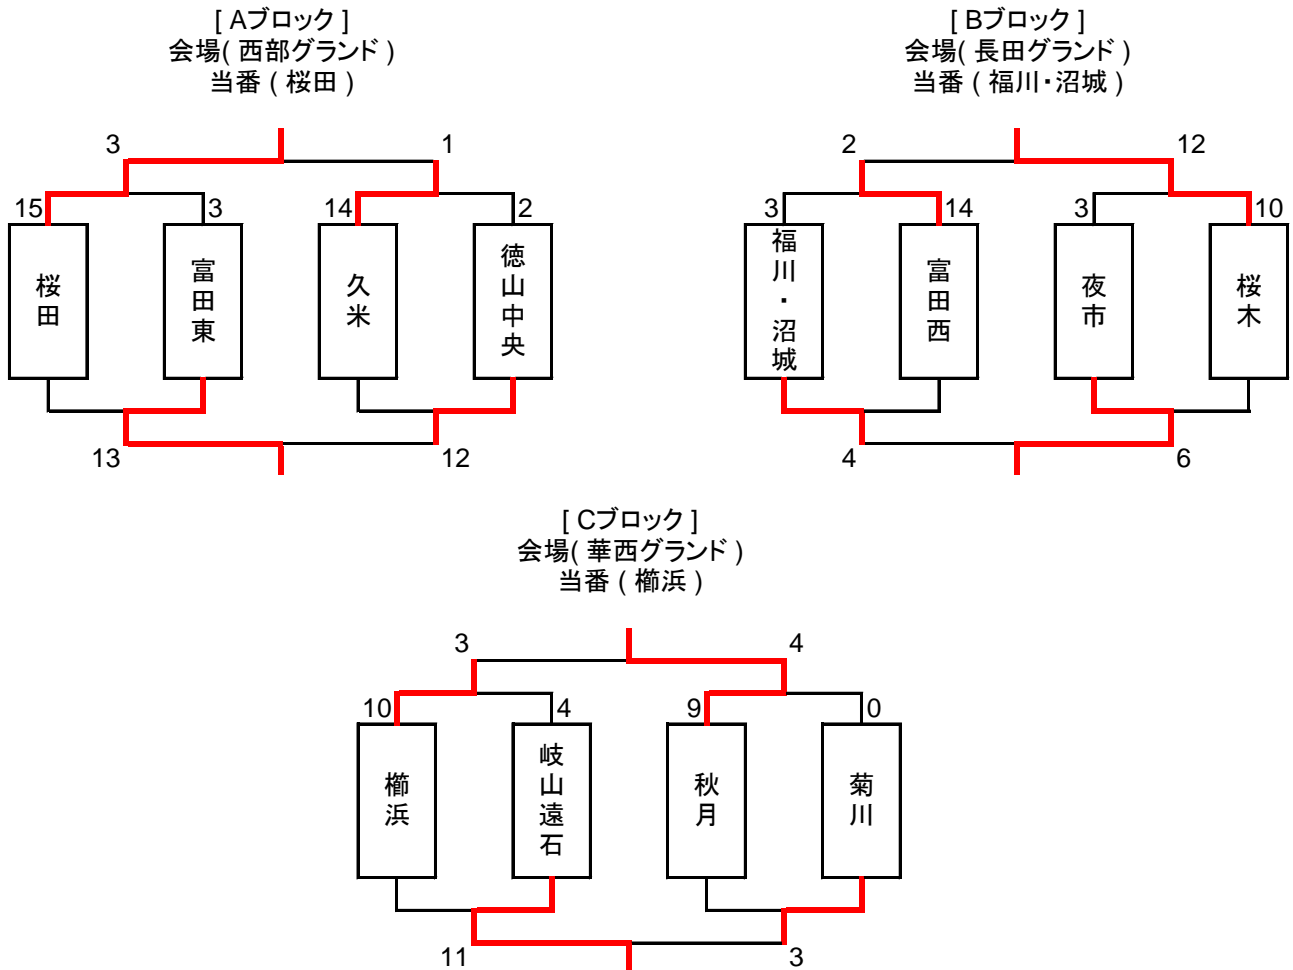 [ Aブロック ]
会場( 西部グランド )
当番 ( 桜田 )
3
1
15
3
14
2
桜田
富田東
久米
徳山中央
13
12
[ Bブロック ]
会場( 長田グランド )
当番 ( 福川・沼城 )
2
12
3
14
3
10
福川・沼城
富田西
夜市
桜木
4
6
[ Cブロック ]
会場( 華西グランド )
当番 ( 櫛浜 )
3
4
10
4
9
0
櫛浜
岐山遠石
秋月
菊川
11
3